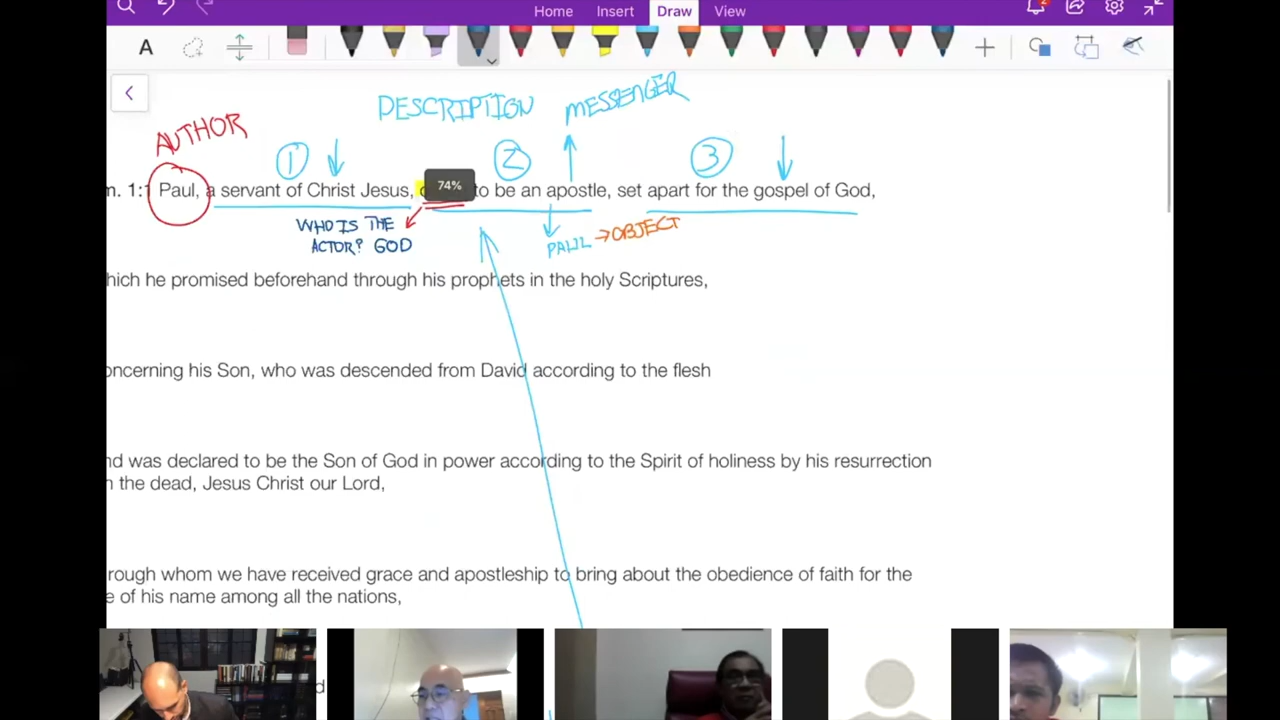 Home Insert Draw View
A
DESCRIPTION MESSENGER
AUTHOR
1 2 3
m. 1:1 Paul, a servant of Christ Jesus, to be an apostle, set apart for the gospel of God,
74%
WHO IS THE
ACTOR? GOD
PAUL → OBJECT
hich he promised beforehand through his prophets in the holy Scriptures,
oncerning his Son, who was descended from David according to the flesh
nd was declared to be the Son of God in power according to the Spirit of holiness by his resurrection
the dead, Jesus Christ our Lord,
rough whom we have received grace and apostleship to bring about the obedience of faith for the
e of his name among all the nations,
d